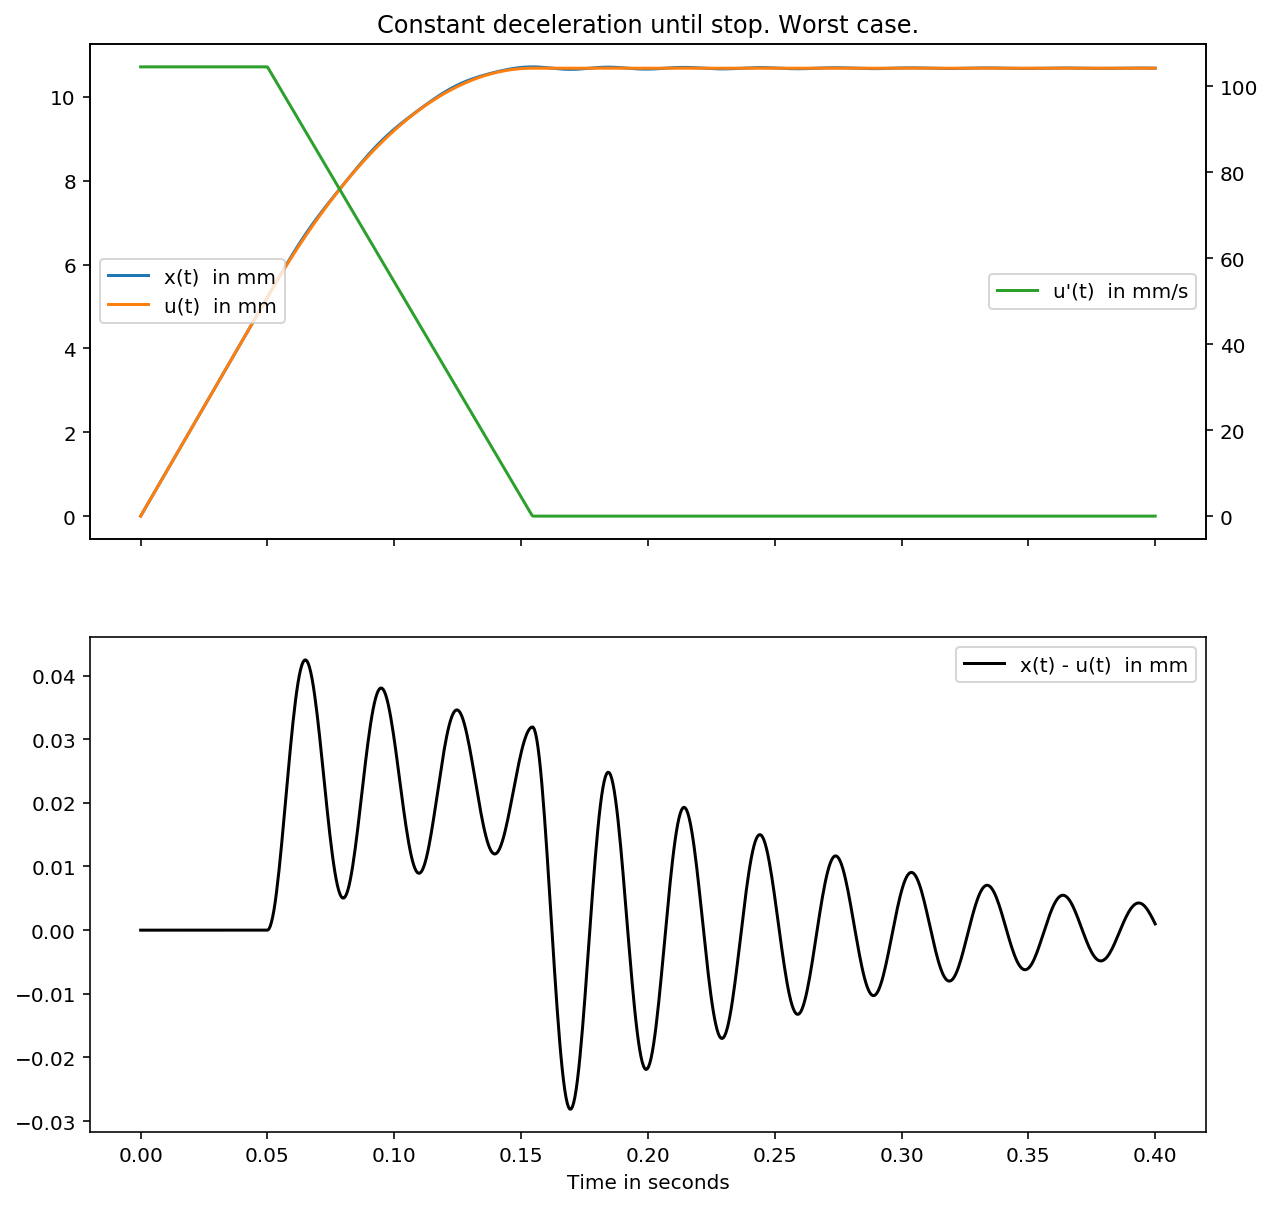 Constant deceleration until stop. Worst case.
10
8
6
4
2
0
x(t)  in mm
u(t)  in mm
u'(t)  in mm/s
100
80
60
40
20
0
x(t) - u(t)  in mm
0.04
0.03
0.02
0.01
0.00
−0.01
−0.02
−0.03
0.00 0.05 0.10 0.15 0.20 0.25 0.30 0.35 0.40
Time in seconds